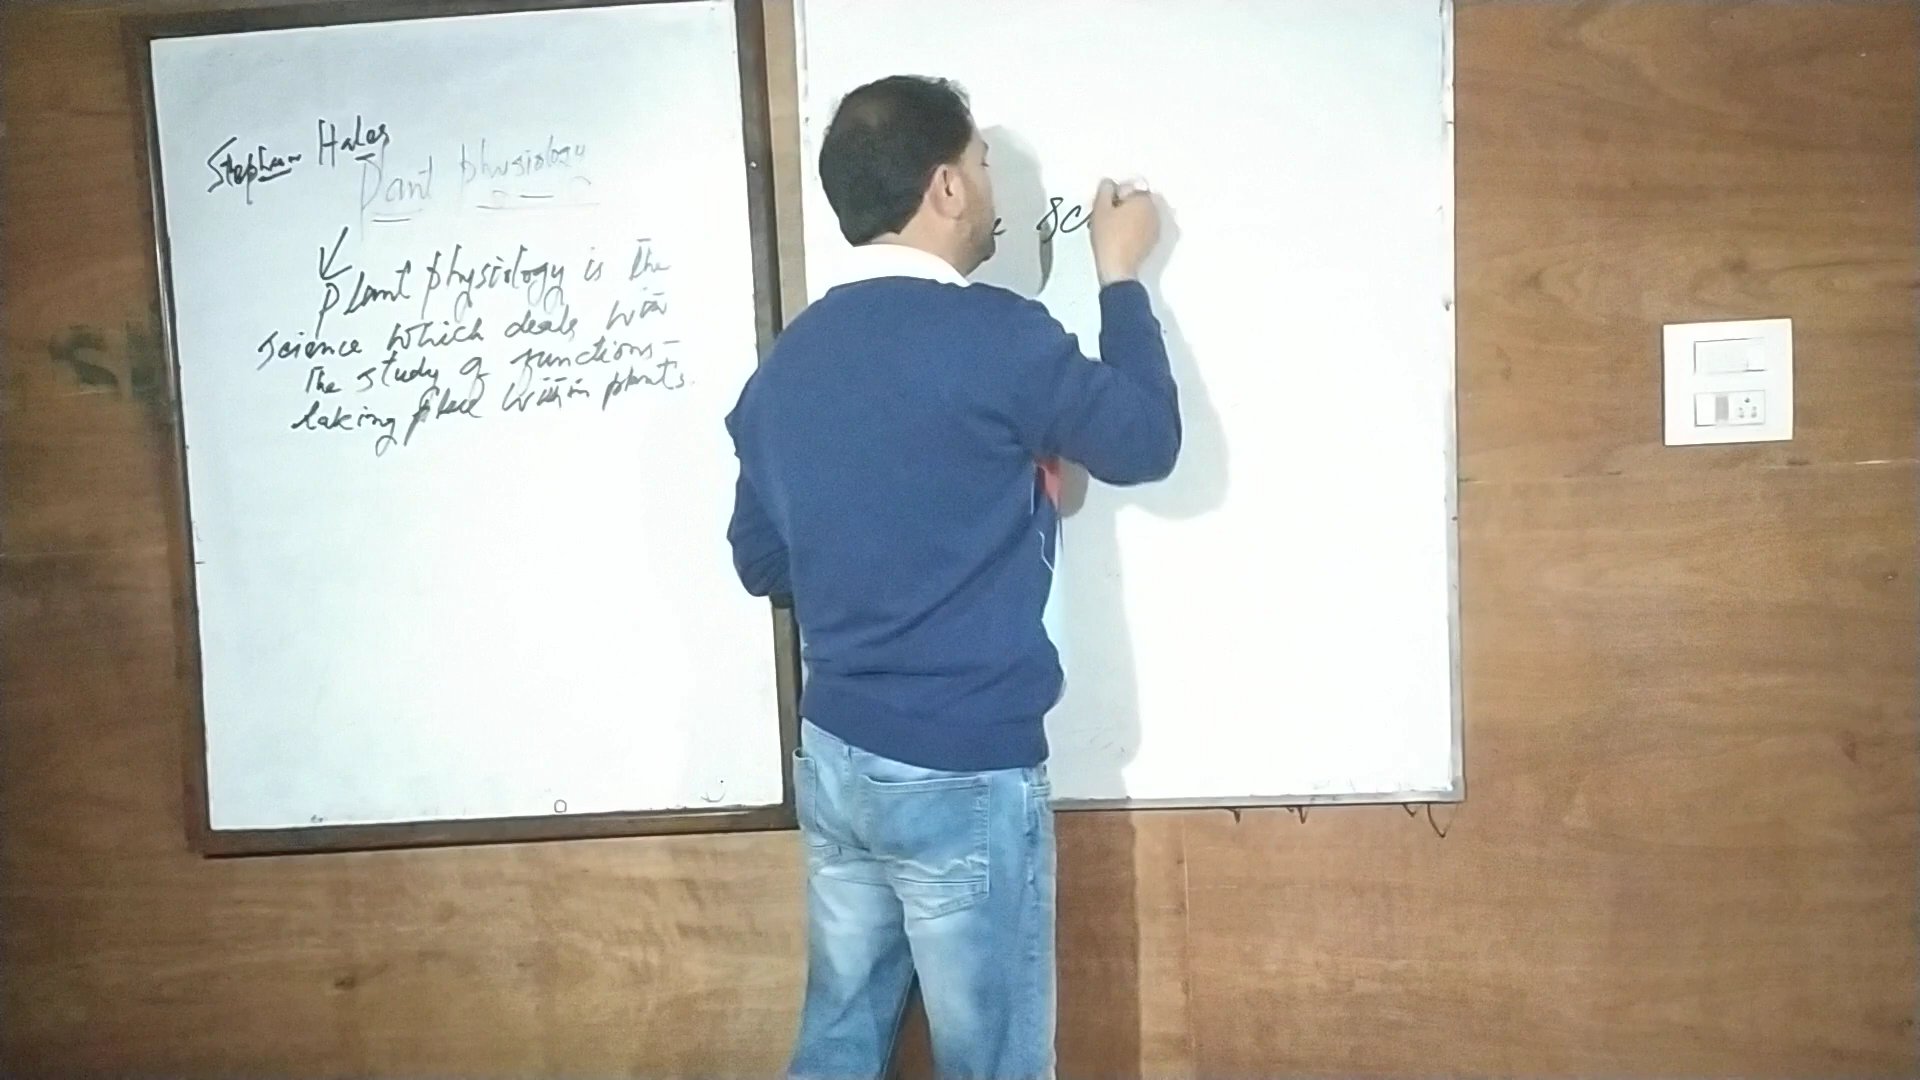 Stephen Hales
Plant physiology
Plant physiology is the
science which deals with
The study of functions-
taking place within plants.
Sc